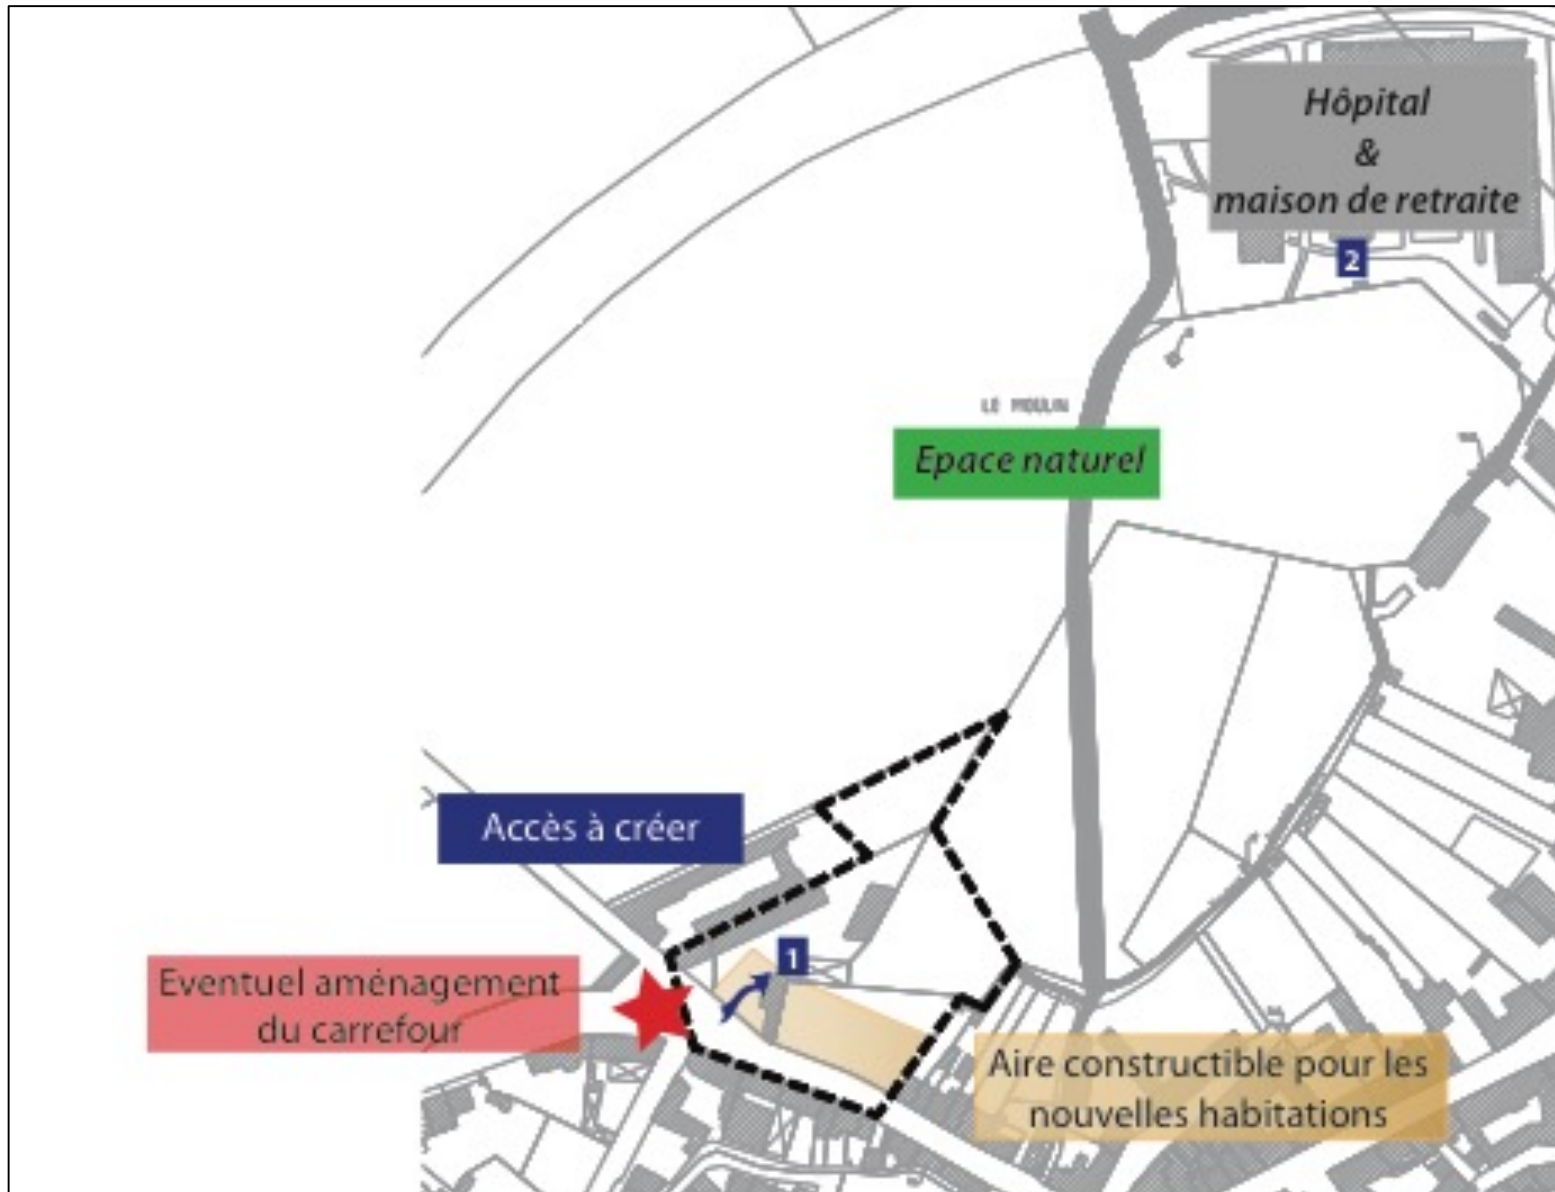 Hôpital
&
maison de retraite
2
LE MOULIN
Epace naturel
Accès à créer
1
Eventuel aménagement
du carrefour
Aire constructible pour les
nouvelles habitations